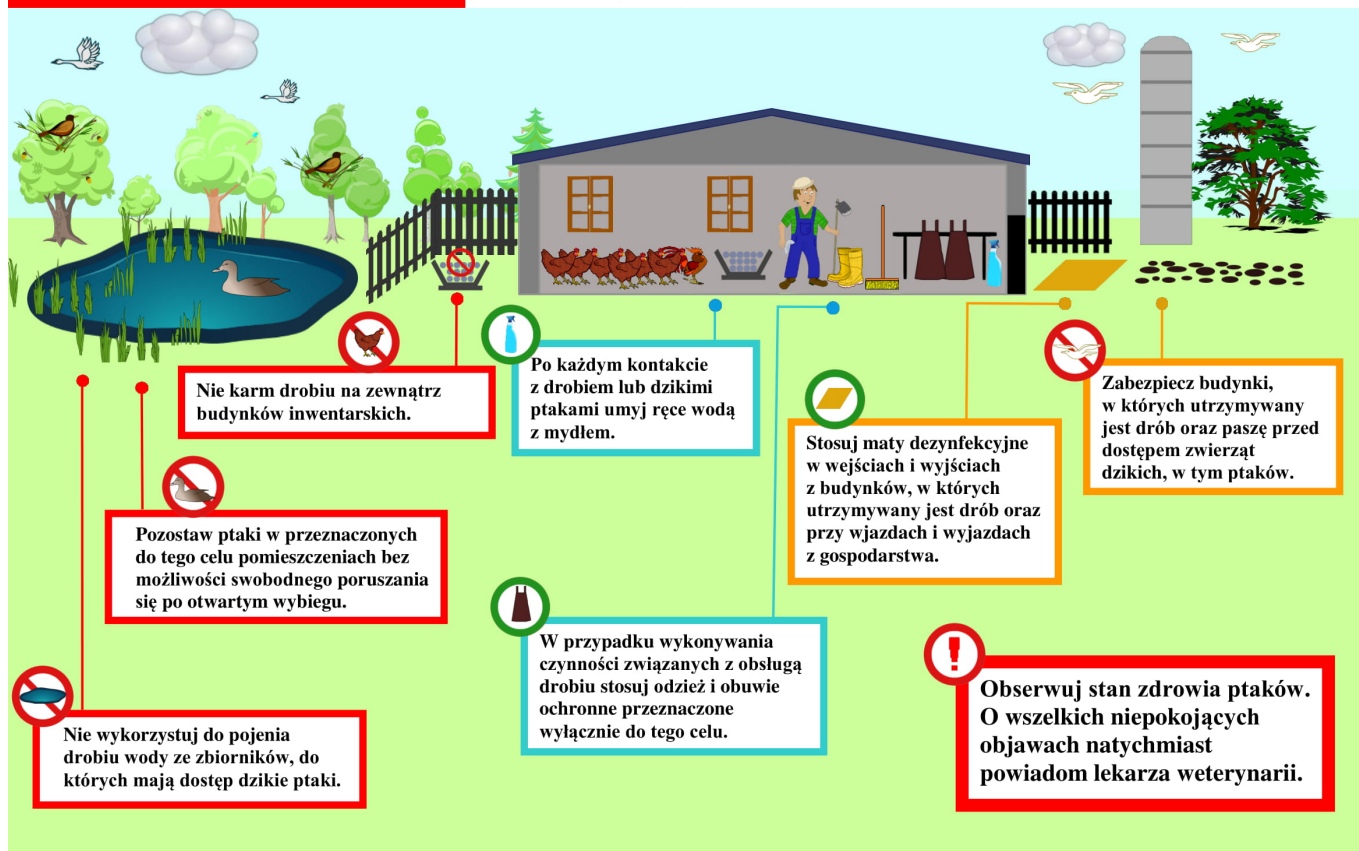 Nie karm drobiu na zewnątrz
budynków inwentarskich.
Po każdym kontakcie
z drobiem lub dzikimi
ptakami umyj ręce wodą
z mydłem.
Stosuj maty dezynfekcyjne
w wejściach i wyjściach
z budynków, w których
utrzymywany jest drób oraz
przy wjazdach i wyjazdach
z gospodarstwa.
Zabezpiecz budynki,
w których utrzymywany
jest drób oraz paszę przed
dostępem zwierząt
dzikich, w tym ptaków.
Pozostaw ptaki w przeznaczonych
do tego celu pomieszczeniach bez
możliwości swobodnego poruszania
się po otwartym wybiegu.
W przypadku wykonywania
czynności związanych z obsługą
drobiu stosuj odzież i obuwie
ochronne przeznaczone
wyłącznie do tego celu.
Nie wykorzystuj do pojenia
drobiu wody ze zbiorników, do
których mają dostęp dzikie ptaki.
!
Obserwuj stan zdrowia ptaków.
O wszelkich niepokojących
objawach natychmiast
powiadom lekarza weterynarii.